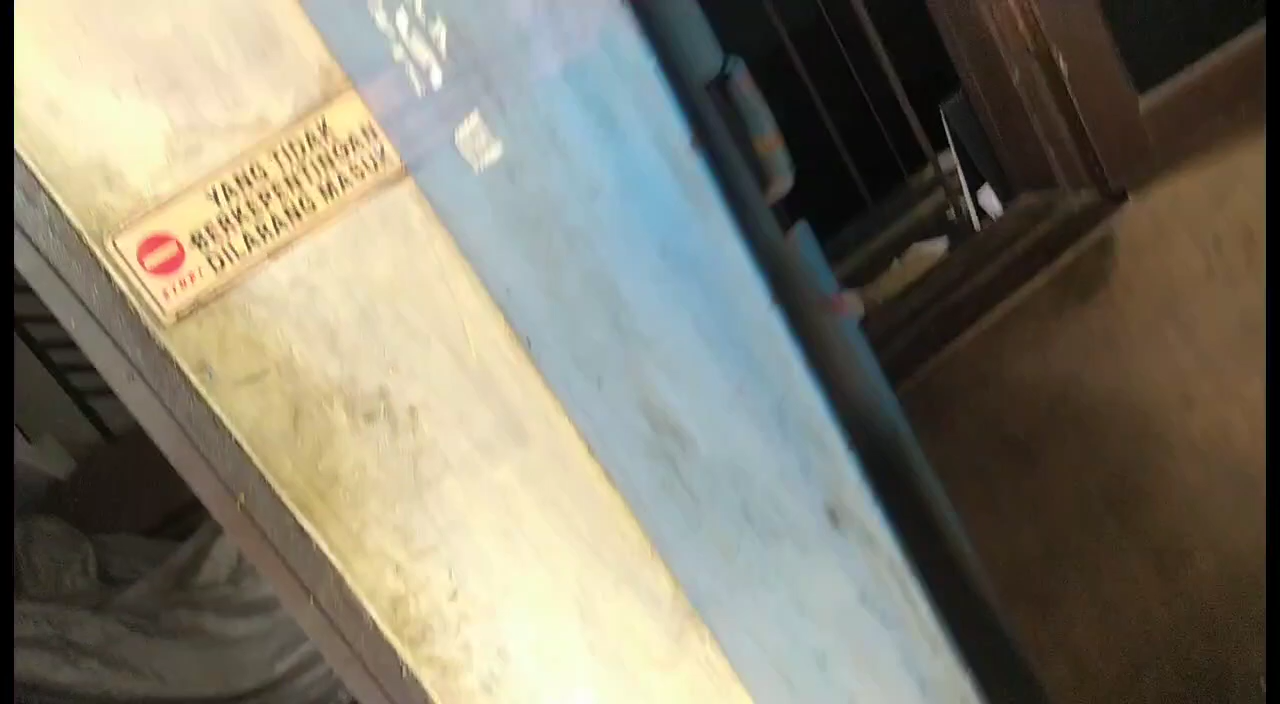 YANG TIDAK
BERKEPENTINGAN
DILARANG MASUK
STOP!